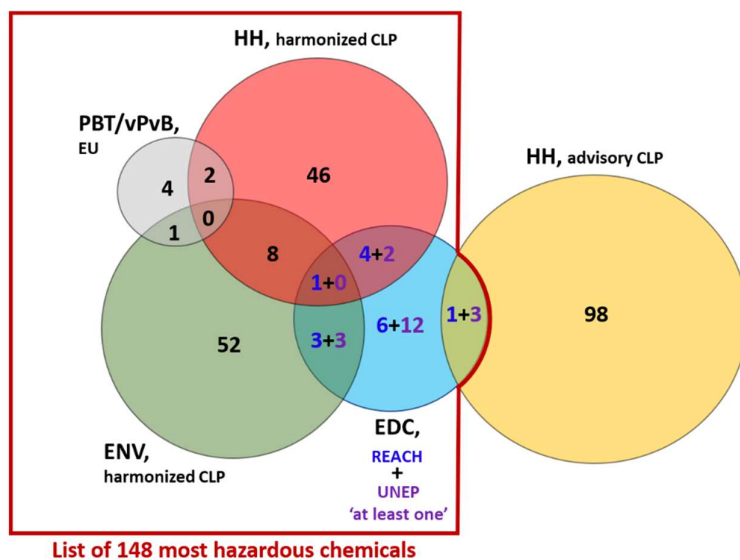 HH, harmonized CLP
PBT/vPvB,
EU
HH, advisory CLP
4
2
46
0
1
8
4+2
1+0
6+12
1+3
98
3+3
52
EDC,
REACH
+
UNEP
‘at least one’
ENV,
harmonized CLP
List of 148 most hazardous chemicals